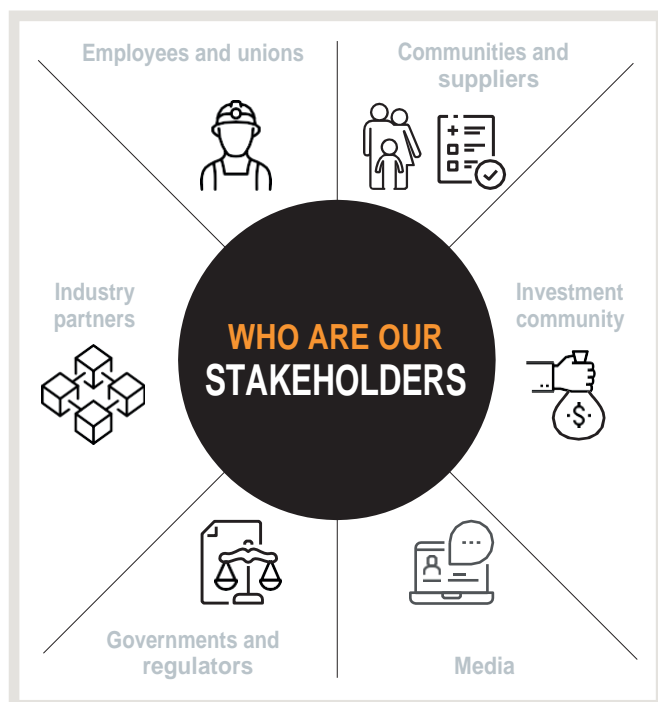 Employees and unions
Communities and
suppliers
Industry
partners
WHO ARE OUR
STAKEHOLDERS
Investment
community
$
Governments and
regulators
Media